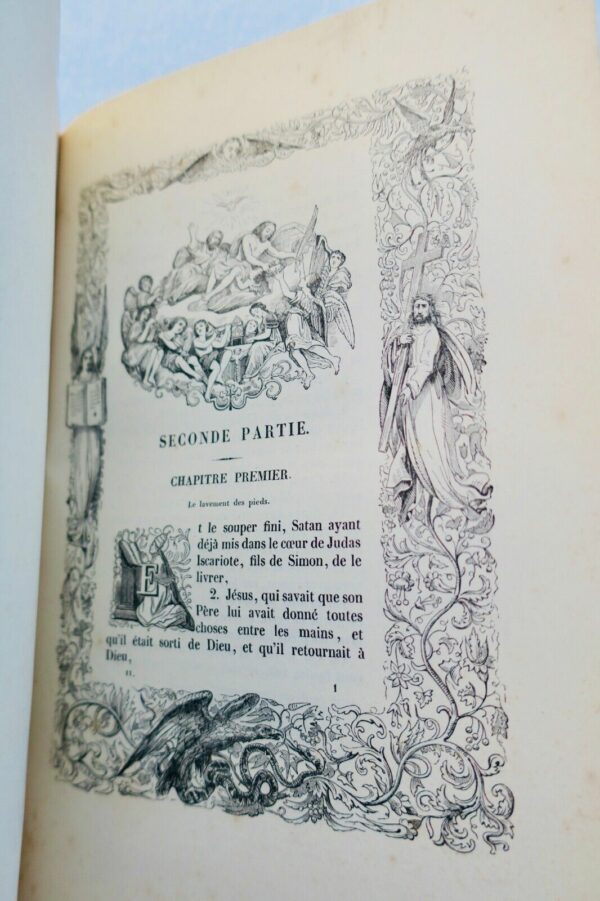 SECONDE PARTIE.
CHAPITRE PREMIER.
Le lavement des pieds.
Et le souper fini, Satan ayant
déjà mis dans le cœur de Judas
Iscariote, fils de Simon, de le
livrer,
2. Jésus, qui savait que son
Père lui avait donné toutes
choses entre les mains, et
qu'il était sorti de Dieu, et qu'il retournait à
Dieu,
II.
1